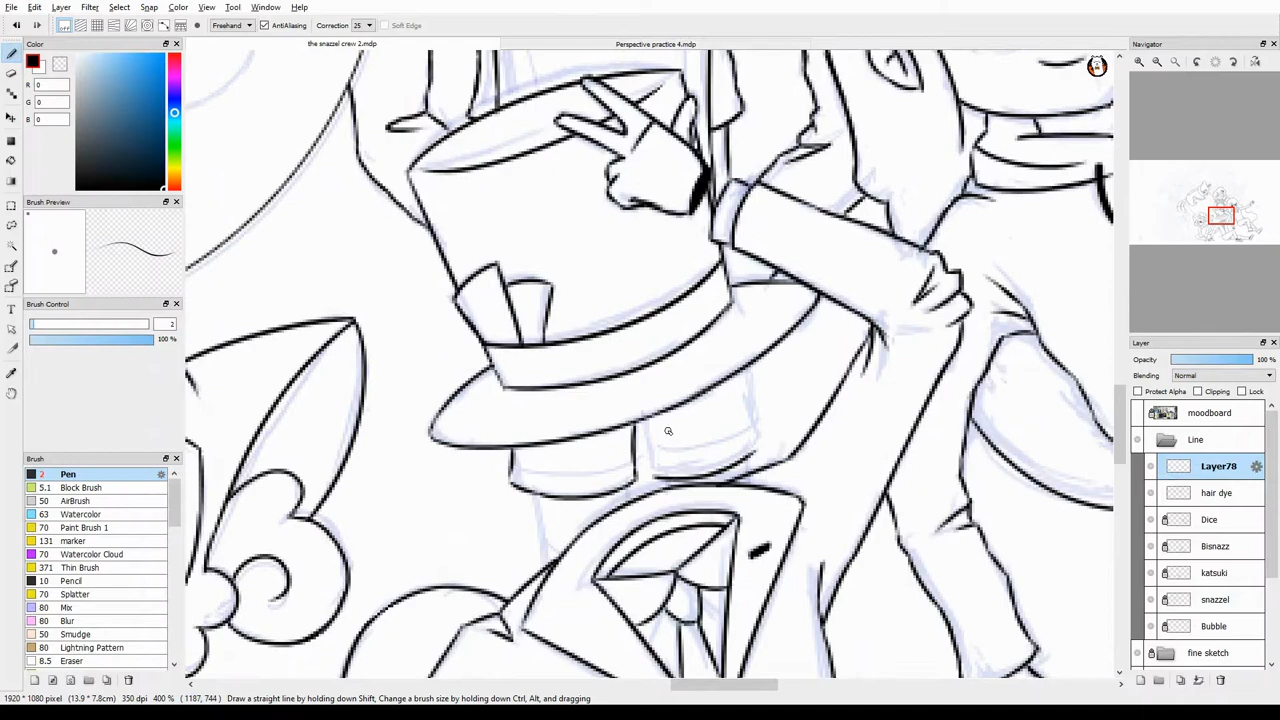 File Edit Filter Layer Select Snap Color View Tool Window Help
off Freehand AntiAliasing Correction 25 Soft Edge
Color
the snazzel crew 2.mdp Perspective practice 4.mdp
Navigator
R 0
G 0
B 0
Brush Preview
Brush Control
2
100 %
Layer
Opacity 100 %
Blending Normal
Protect Alpha Clipping Lock
moodboard
Line
Layer78
hair dye
Dice
Bisnazz
katsuki
snazzel
Bubble
fine sketch
Brush
2 Pen
5.1 Block Brush
50 AirBrush
63 Watercolor
70 Paint Brush 1
131 marker
70 Watercolor Cloud
371 Thin Brush
10 Pencil
70 Splatter
80 Mix
80 Blur
50 Smudge
80 Lightning Pattern
8.5 Eraser
1920 * 1080 pixel (13.9 * 7.8cm) 350 dpi 400 % (1187, 744) Draw a straight line by holding down Shift, Change a brush size by holding down Ctrl, Alt, and dragging